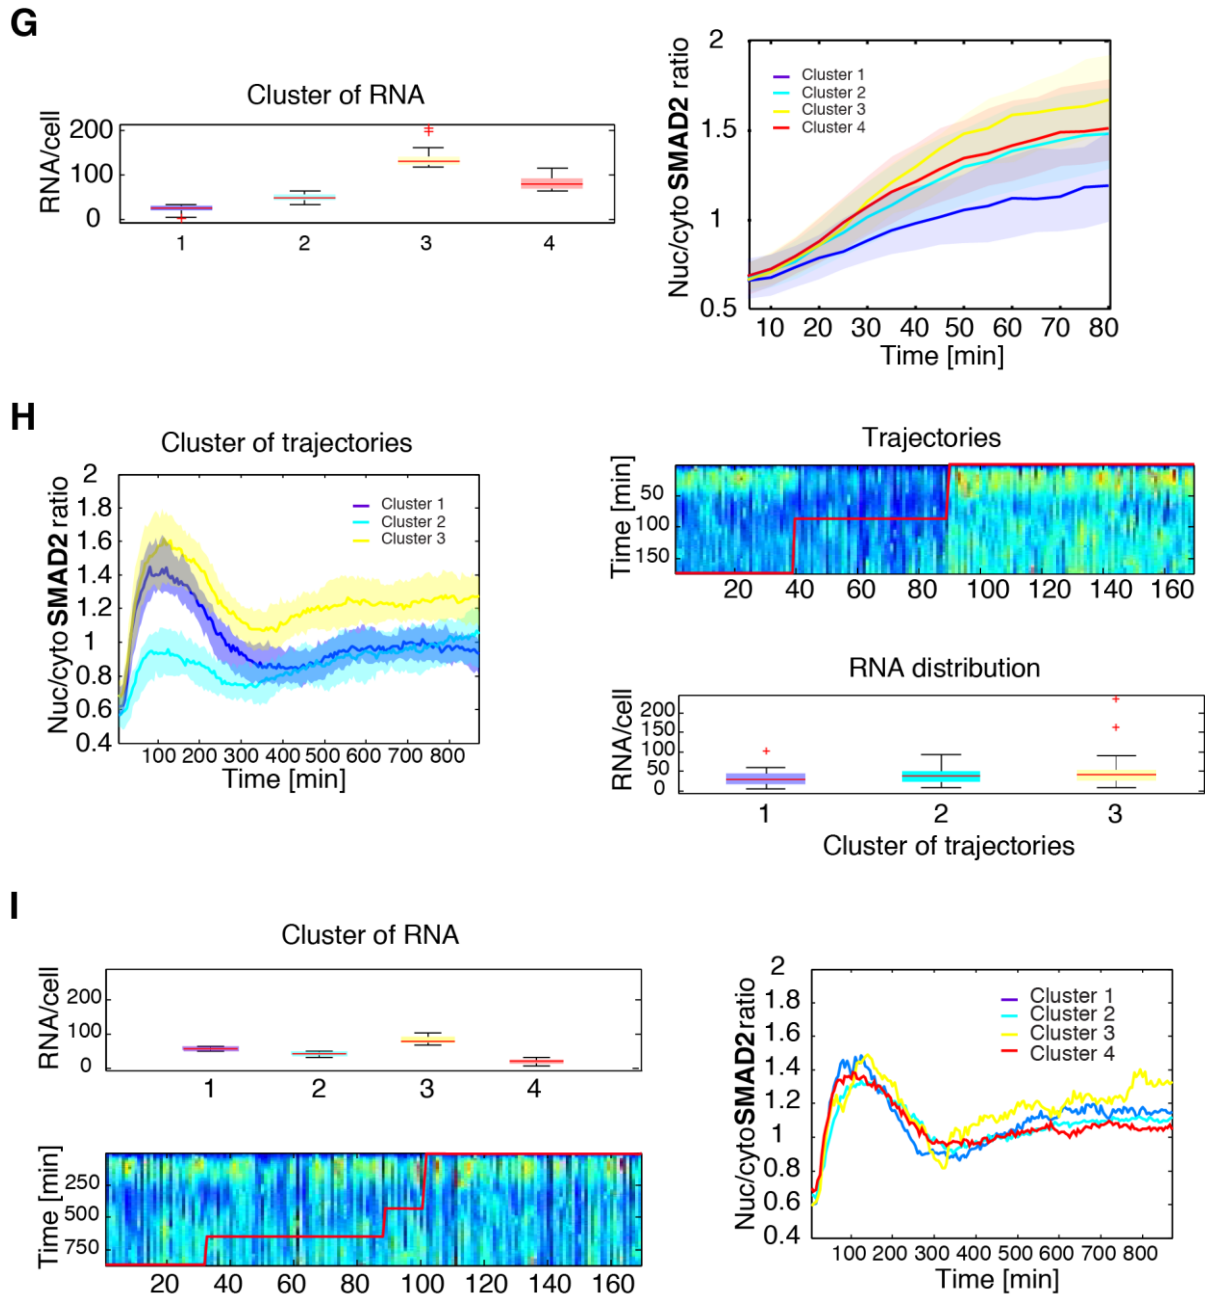 G
Cluster of RNA
RNA/cell
200
100
0
1 2 3 4
Nuc/cyto SMAD2 ratio
2
1.5
1
0.5
Cluster 1
Cluster 2
Cluster 3
Cluster 4
10 20 30 40 50 60 70 80
Time [min]
H
Cluster of trajectories
Nuc/cyto SMAD2 ratio
2
1.8
1.6
1.4
1.2
1
0.8
0.6
0.4
Cluster 1
Cluster 2
Cluster 3
100 200 300 400 500 600 700 800
Time [min]
Trajectories
Time [min]
50
100
150
20 40 60 80 100 120 140 160
RNA distribution
RNA/cell
200
150
100
50
0
1 2 3
Cluster of trajectories
I
Cluster of RNA
RNA/cell
200
100
0
1 2 3 4
Time [min]
250
500
750
20 40 60 80 100 120 140 160
Nuc/cyto SMAD2 ratio
2
1.8
1.6
1.4
1.2
1
0.8
0.6
0.4
Cluster 1
Cluster 2
Cluster 3
Cluster 4
100 200 300 400 500 600 700 800
Time [min]